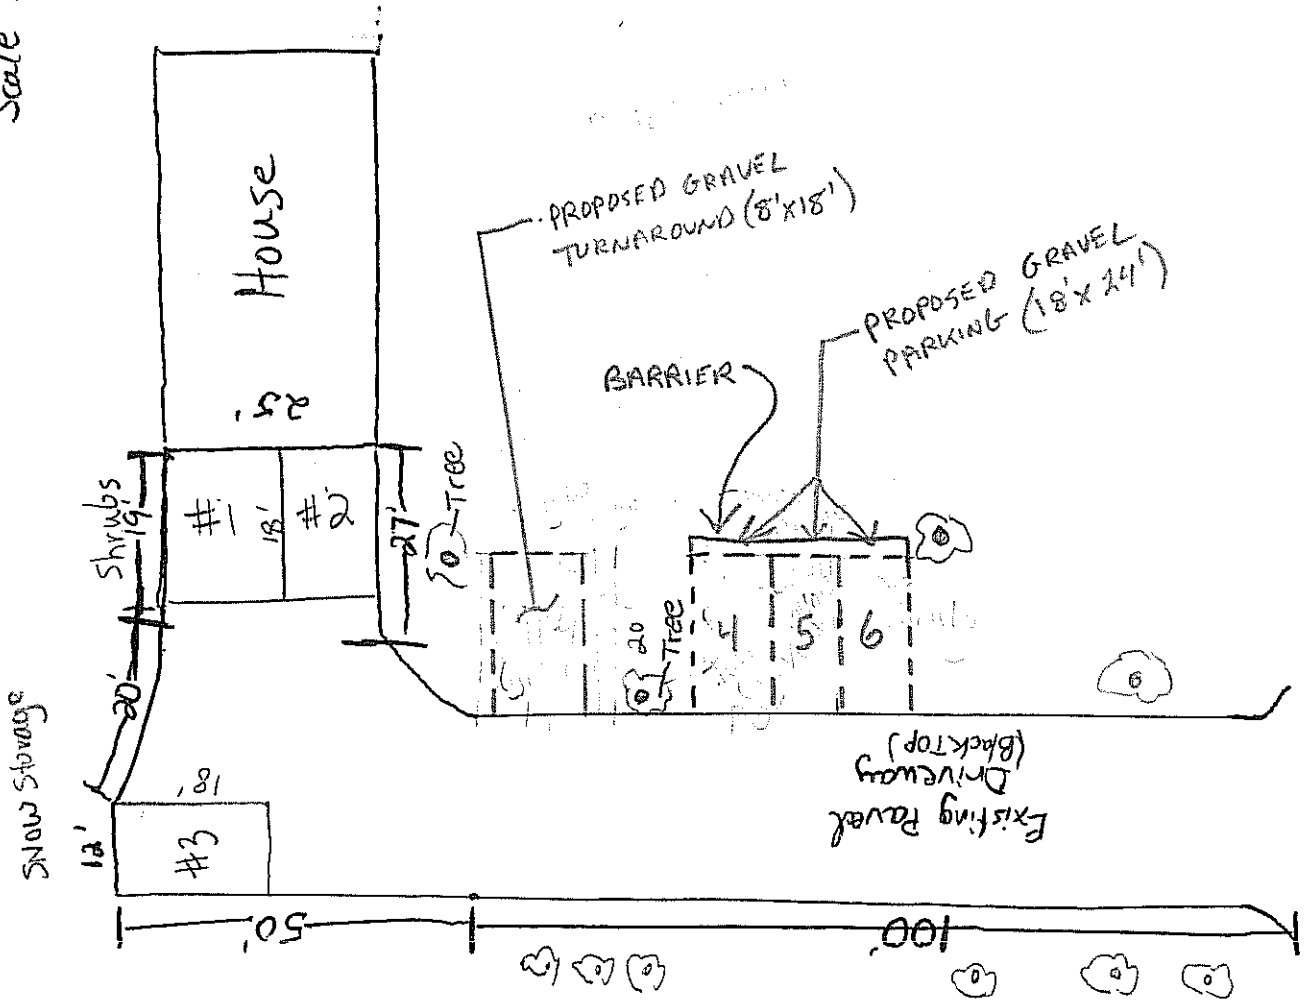 Scale
House
PROPOSED GRAVEL
TURNAROUND (8'x18')
PROPOSED GRAVEL
PARKING (18'x24')
BARRIER
25'
Shrubs
19'
#1
18'
#2
27'
Tree
20
Tree
4
5
6
20'
SNOW Storage
18'
12'
#3
Existing Paved
Driveway
(BlackTop)
50'
100'